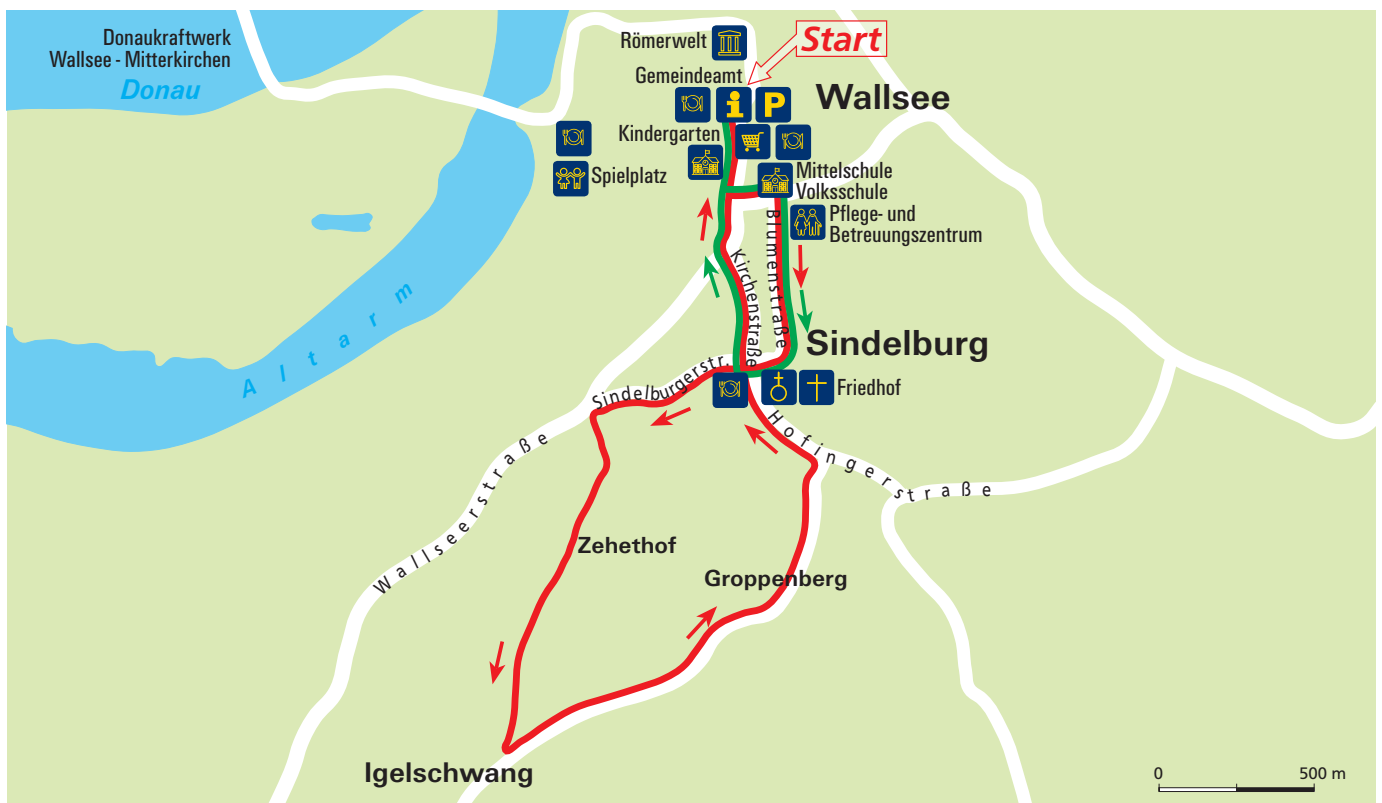 Donaukraftwerk
Wallsee - Mitterkirchen
Donau
Römerwelt
Start
Gemeindeamt
P
Wallsee
Kindergarten
Spielplatz
Mittelschule
Volksschule
Pflege- und
Betreuungszentrum
Blumenstraße
Kirchenstraße
Altarm
Sindelburg
Sindelburgerstr.
Friedhof
Hofingerstraße
Wallseerstraße
Zehethof
Groppenberg
Igelschwang
0 500 m